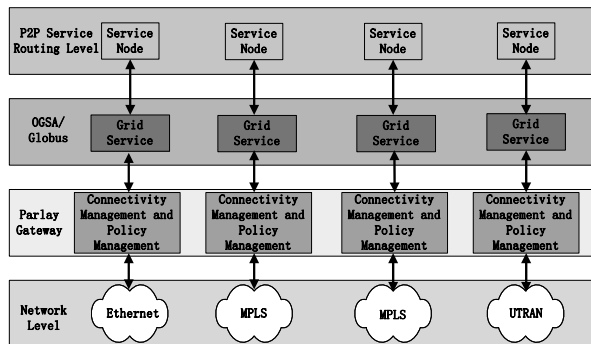 P2P Service
Routing Level
Service
Node
Service
Node
Service
Node
Service
Node
OGSA/
Globus
Grid
Service
Grid
Service
Grid
Service
Grid
Service
Parlay
Gateway
Connectivity
Management and
Policy
Management
Connectivity
Management and
Policy
Management
Connectivity
Management and
Policy
Management
Connectivity
Management and
Policy
Management
Network
Level
Ethernet
MPLS
MPLS
UTRAN